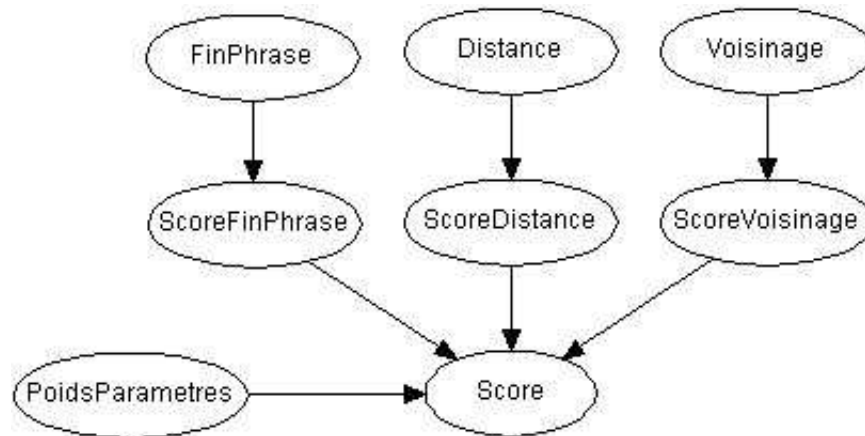 FinPhrase
Distance
Voisinage
ScoreFinPhrase
ScoreDistance
ScoreVoisinage
PoidsParametres
Score